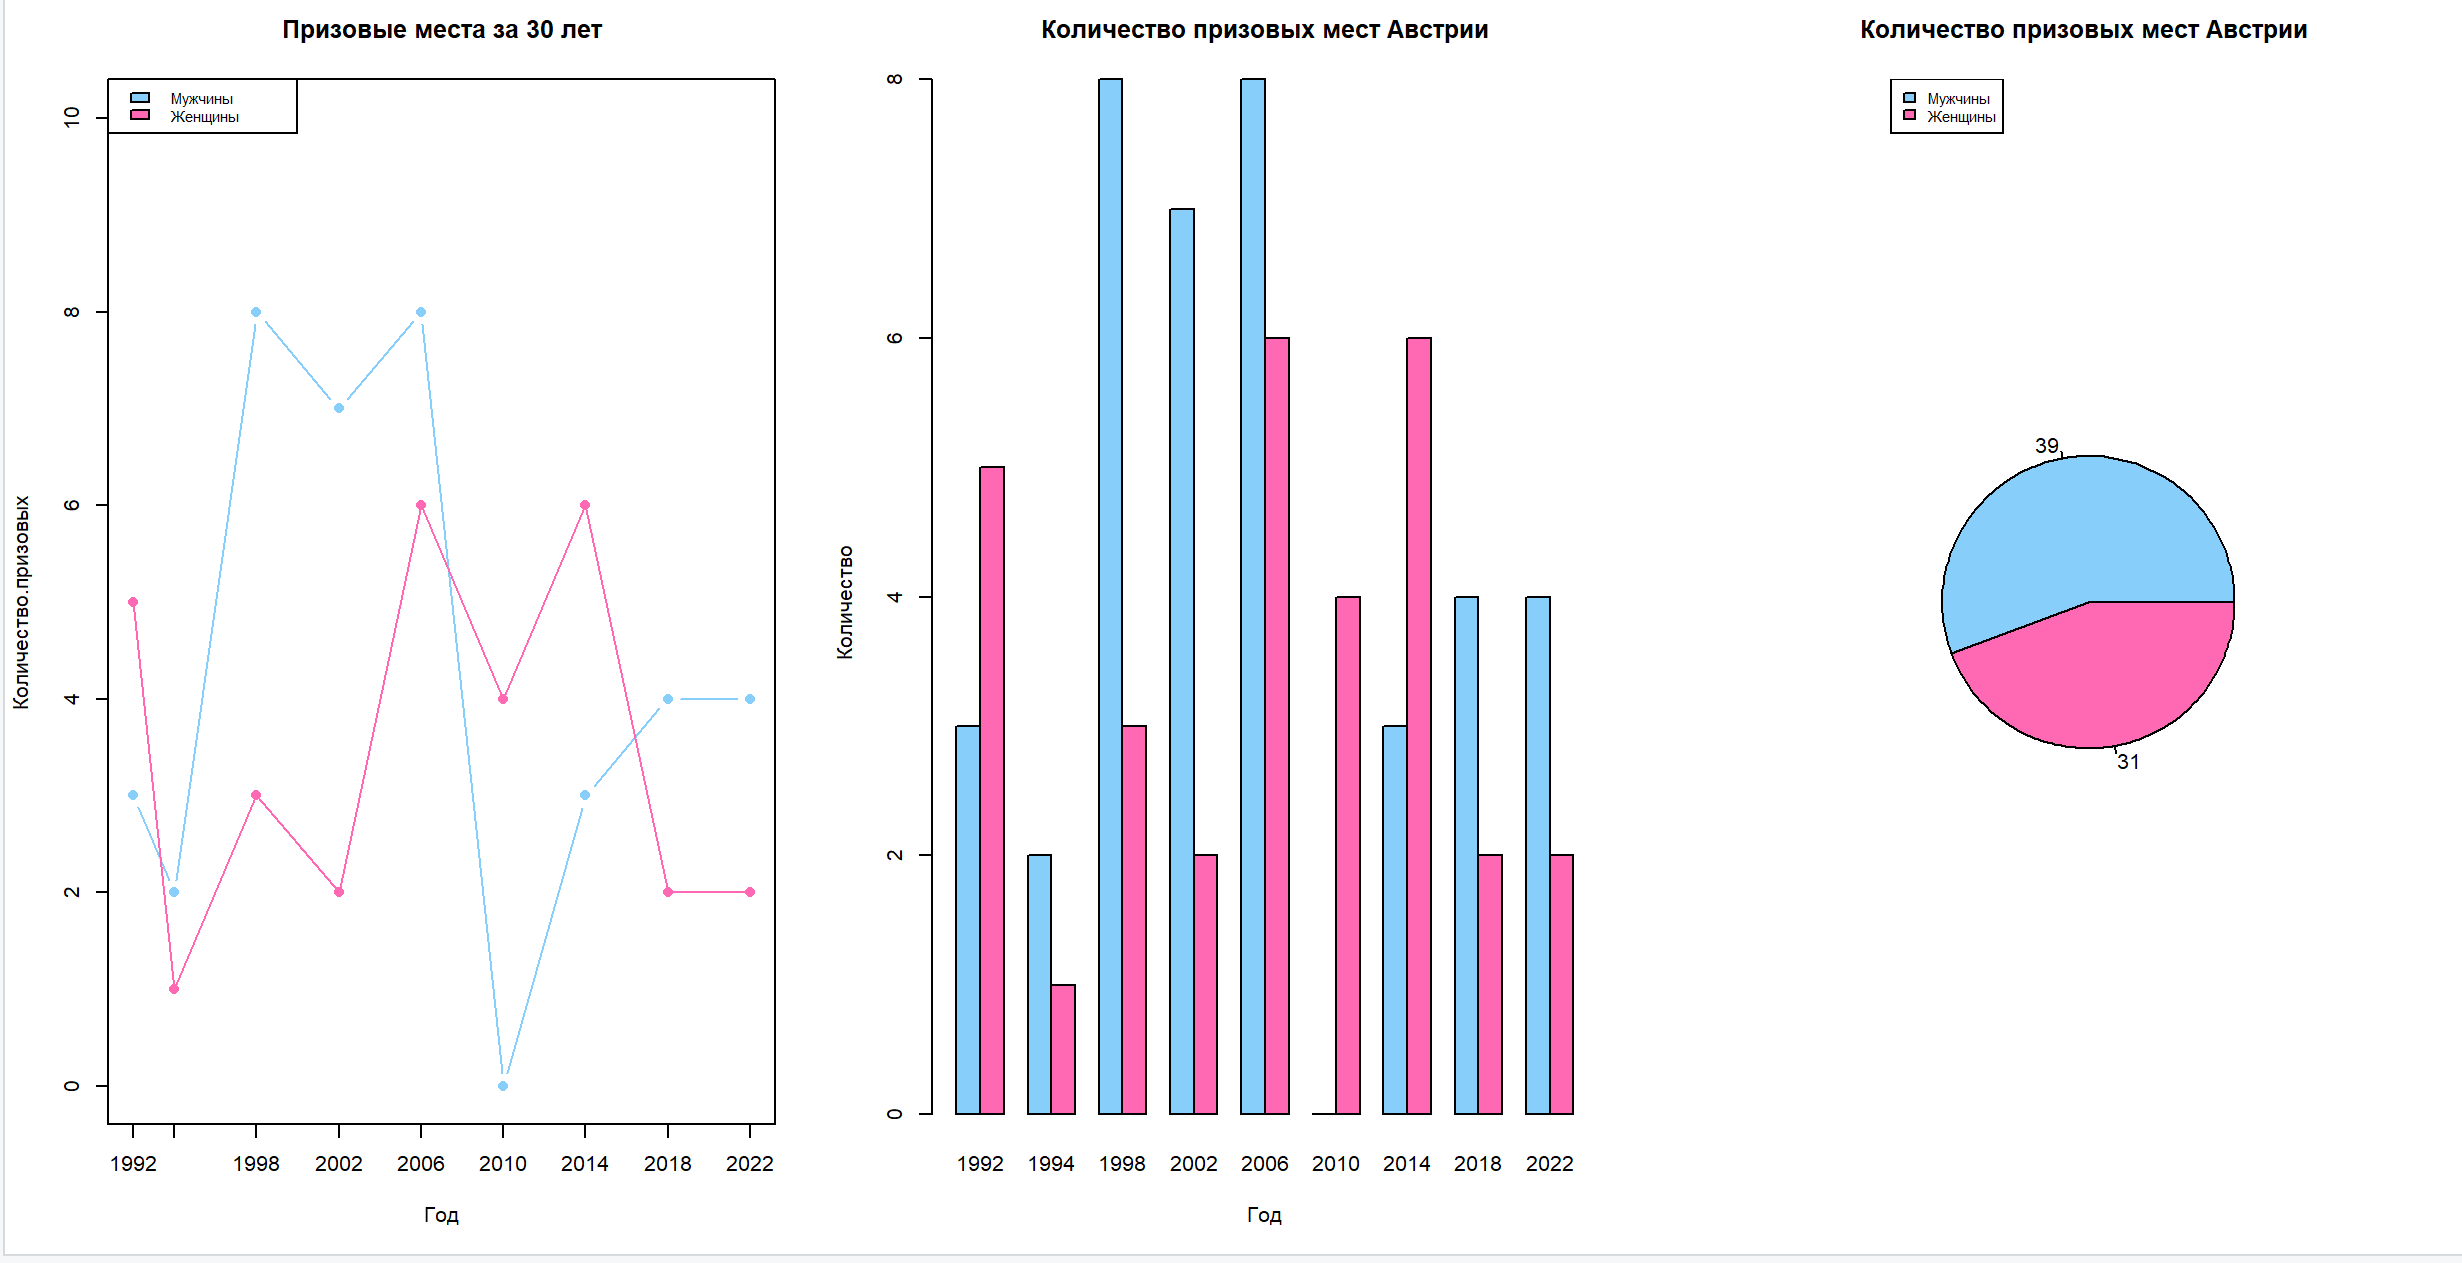 Призовые места за 30 лет
Мужчины
Женщины
10
8
6
4
2
0
Количество.призовых
1992 1998 2002 2006 2010 2014 2018 2022
Год
Количество призовых мест Австрии
8
6
4
2
0
Количество
1992 1994 1998 2002 2006 2010 2014 2018 2022
Год
Количество призовых мест Австрии
Мужчины
Женщины
39
31